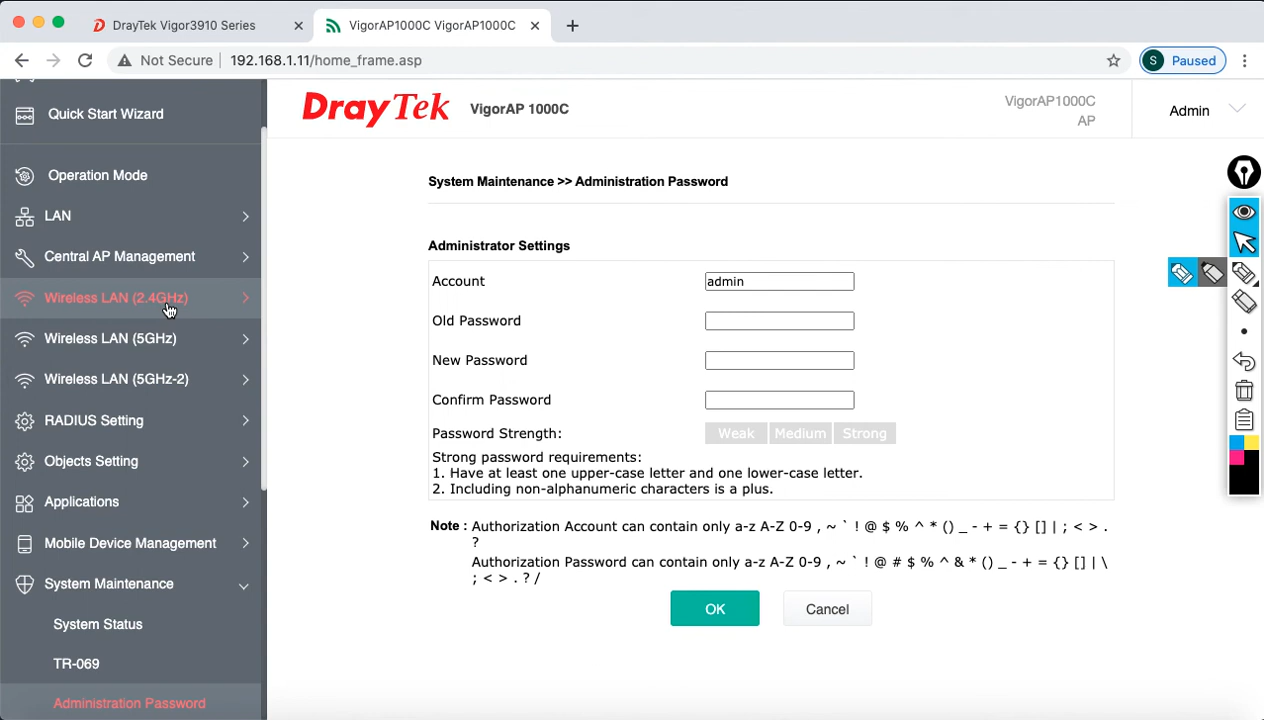 DrayTek Vigor3910 Series
VigorAP1000C VigorAP1000C
Not Secure
192.168.1.11/home_frame.asp
S
Paused
Quick Start Wizard
Operation Mode
LAN
Central AP Management
Wireless LAN (2.4GHz)
Wireless LAN (5GHz)
Wireless LAN (5GHz-2)
RADIUS Setting
Objects Setting
Applications
Mobile Device Management
System Maintenance
System Status
TR-069
Administration Password
DrayTek
VigorAP 1000C
VigorAP1000C
AP
Admin
System Maintenance >> Administration Password
Administrator Settings
Account
admin
Old Password
New Password
Confirm Password
Password Strength:
Weak Medium Strong
Strong password requirements:
1. Have at least one upper-case letter and one lower-case letter.
2. Including non-alphanumeric characters is a plus.
Note : Authorization Account can contain only a-z A-Z 0-9 , ~ ` ! @ $ % ^ * () _ - + = {} [] | ; < > .
?
Authorization Password can contain only a-z A-Z 0-9 , ~ ` ! @ # $ % ^ & * () _ - + = {} [] | \
; < > . ? /
OK
Cancel